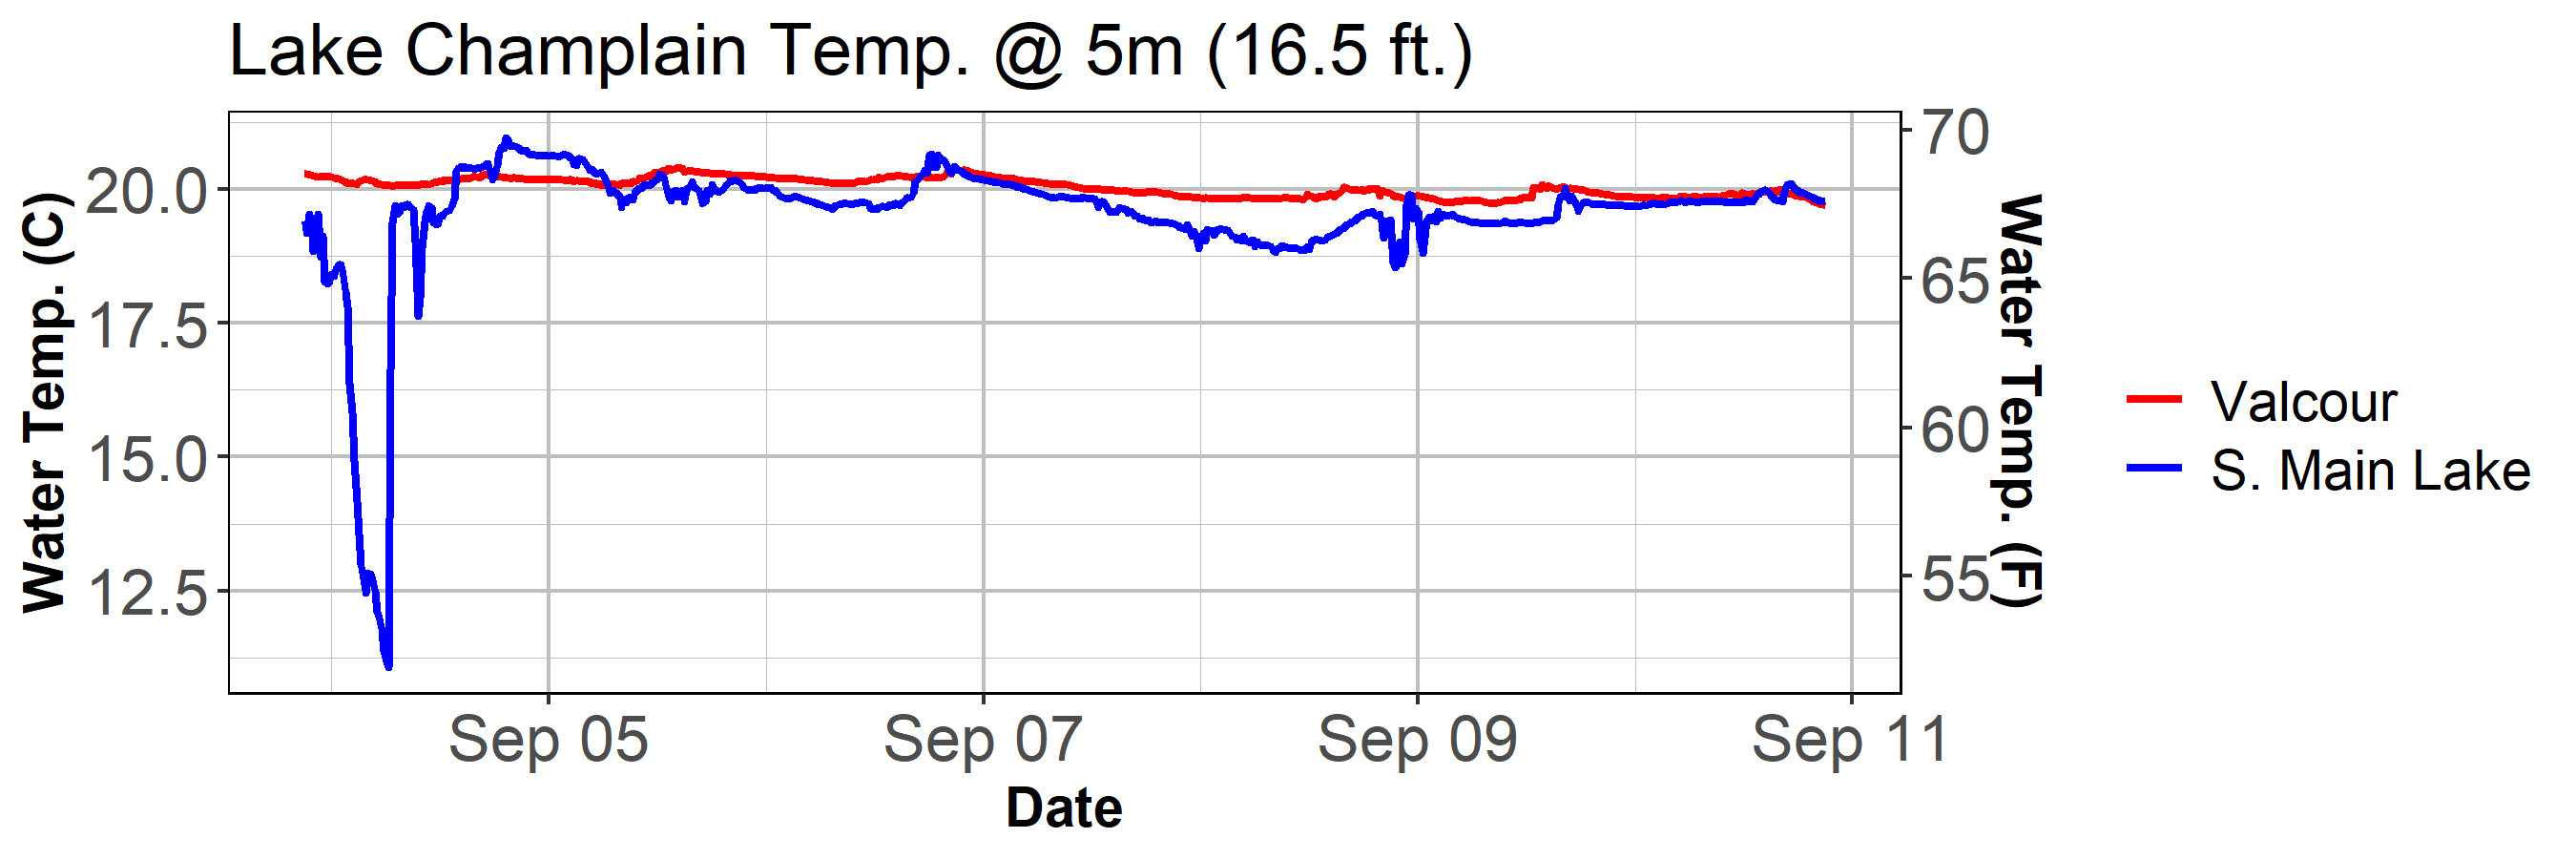 Lake Champlain Temp. @ 5m (16.5 ft.)
Water Temp. (C)
20.0
17.5
15.0
12.5
70
65
60
55
Water Temp. (F)
Sep 05
Sep 07
Sep 09
Sep 11
Date
Valcour
S. Main Lake